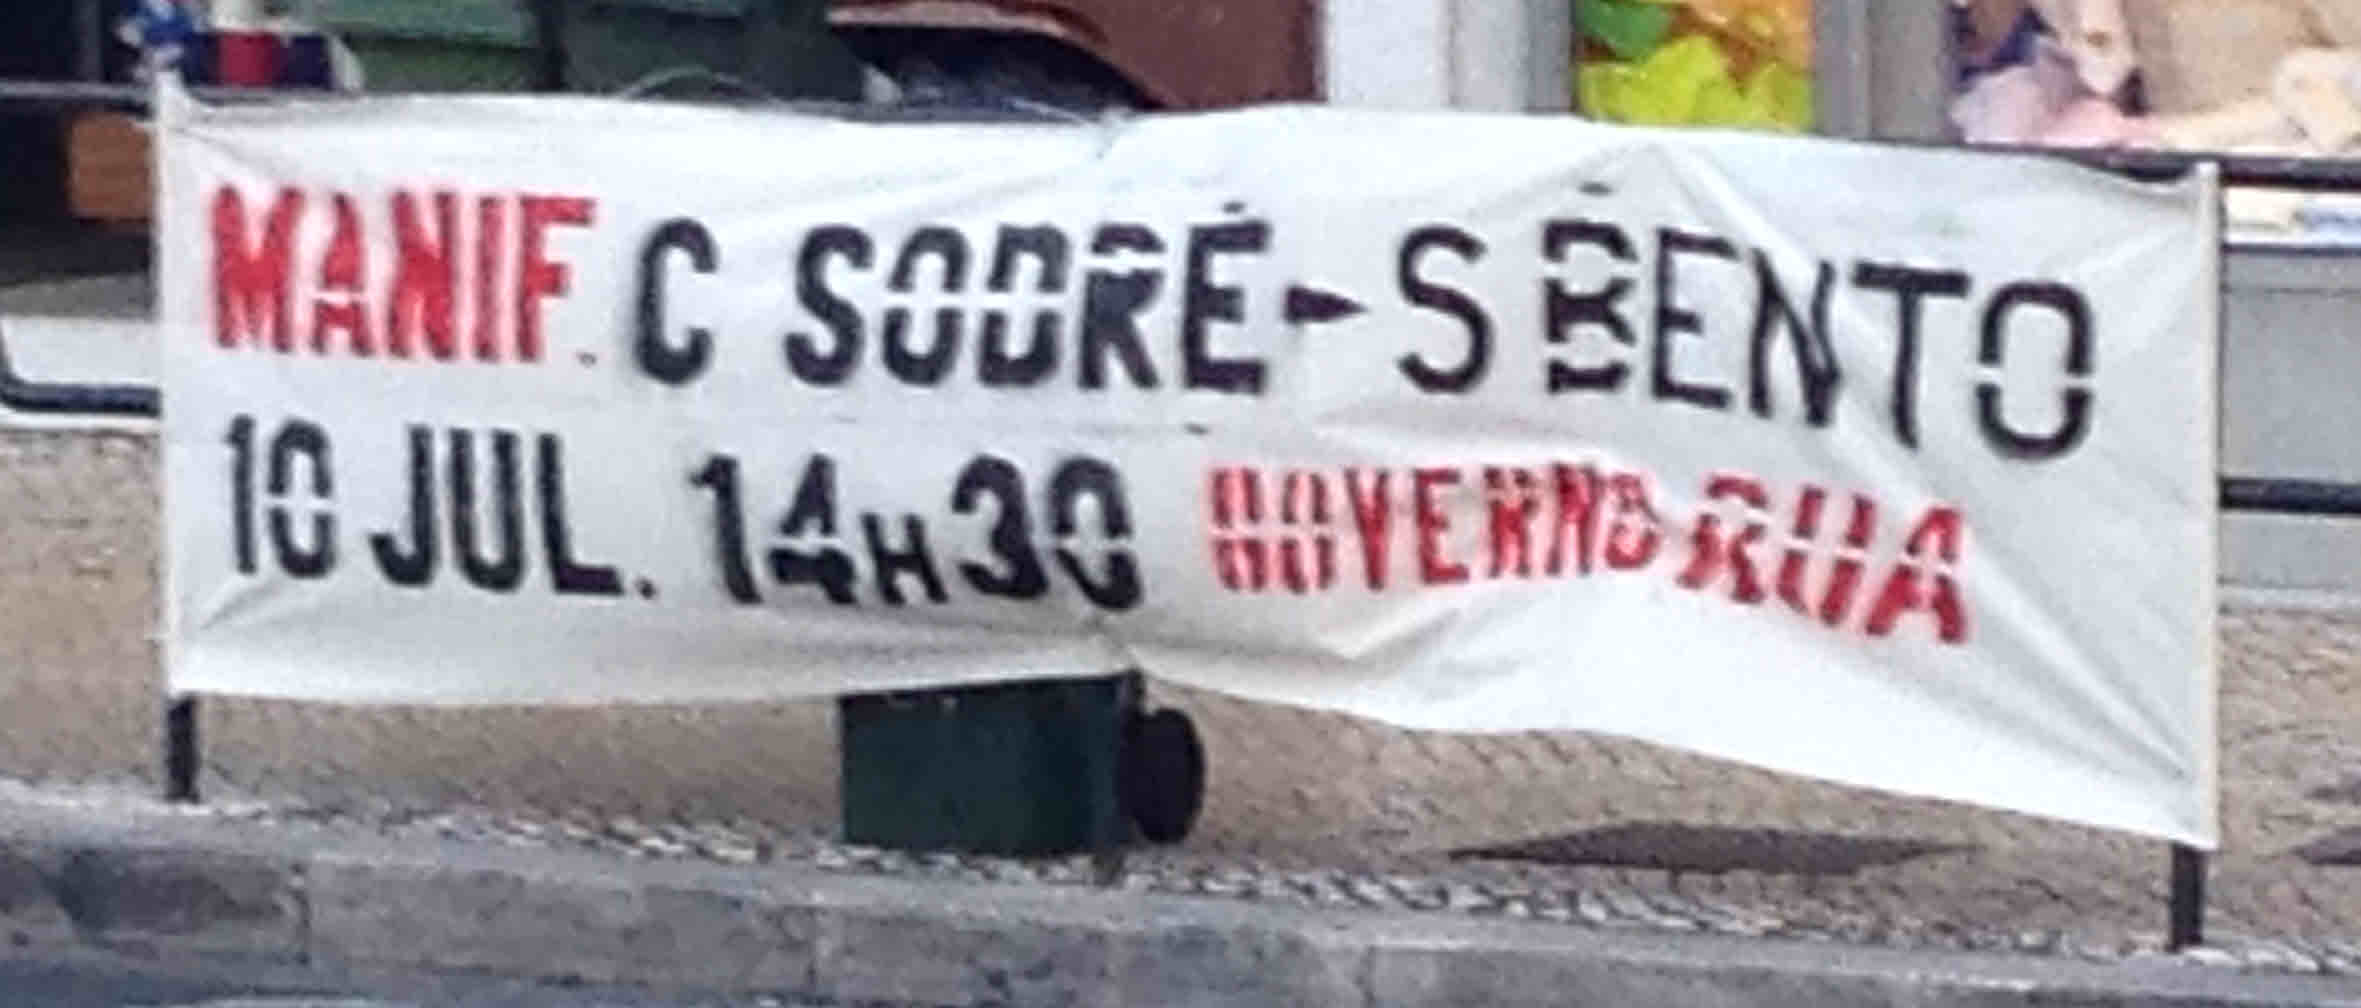 MANIF. C SODRÉ - S BENTO
10 JUL. 14H30 GOVERNO RUA